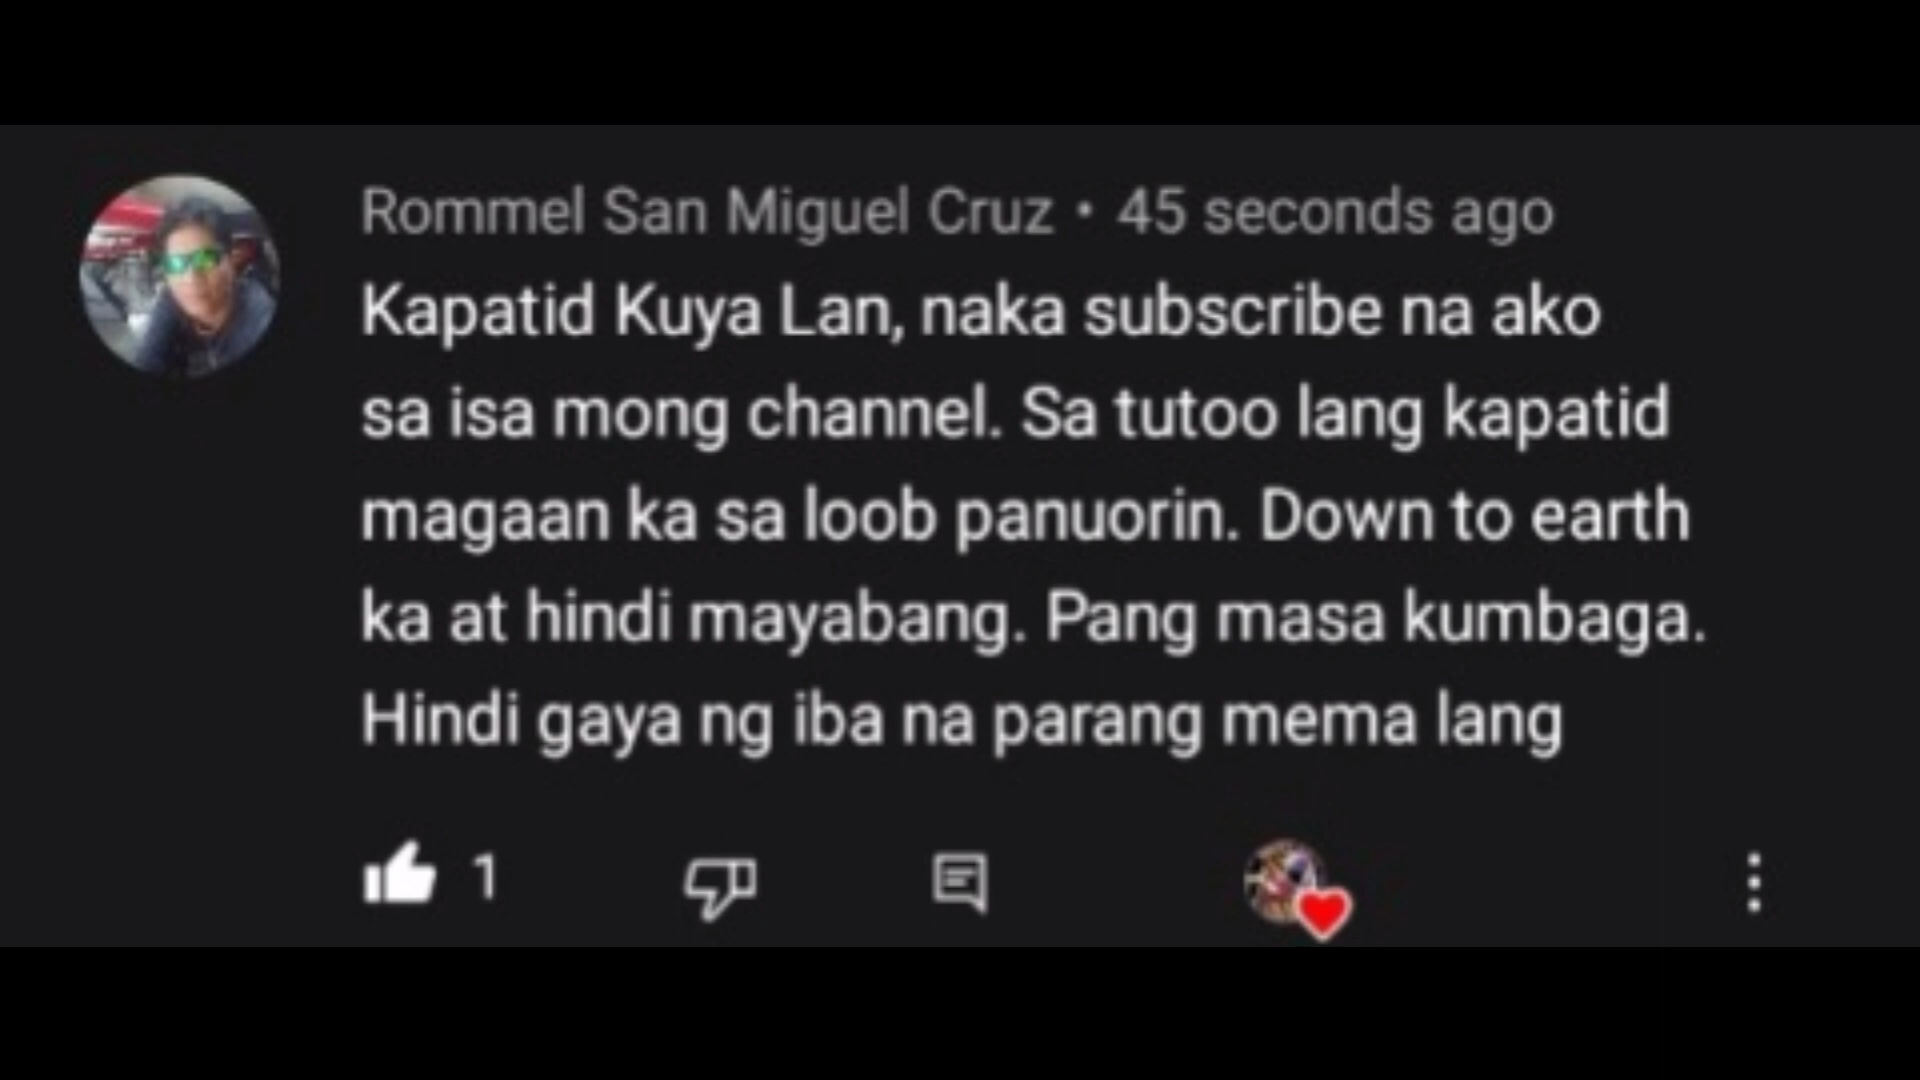 Rommel San Miguel Cruz • 45 seconds ago
Kapatid Kuya Lan, naka subscribe na ako
sa isa mong channel. Sa tutoo lang kapatid
magaan ka sa loob panuorin. Down to earth
ka at hindi mayabang. Pang masa kumbaga.
Hindi gaya ng iba na parang mema lang
1